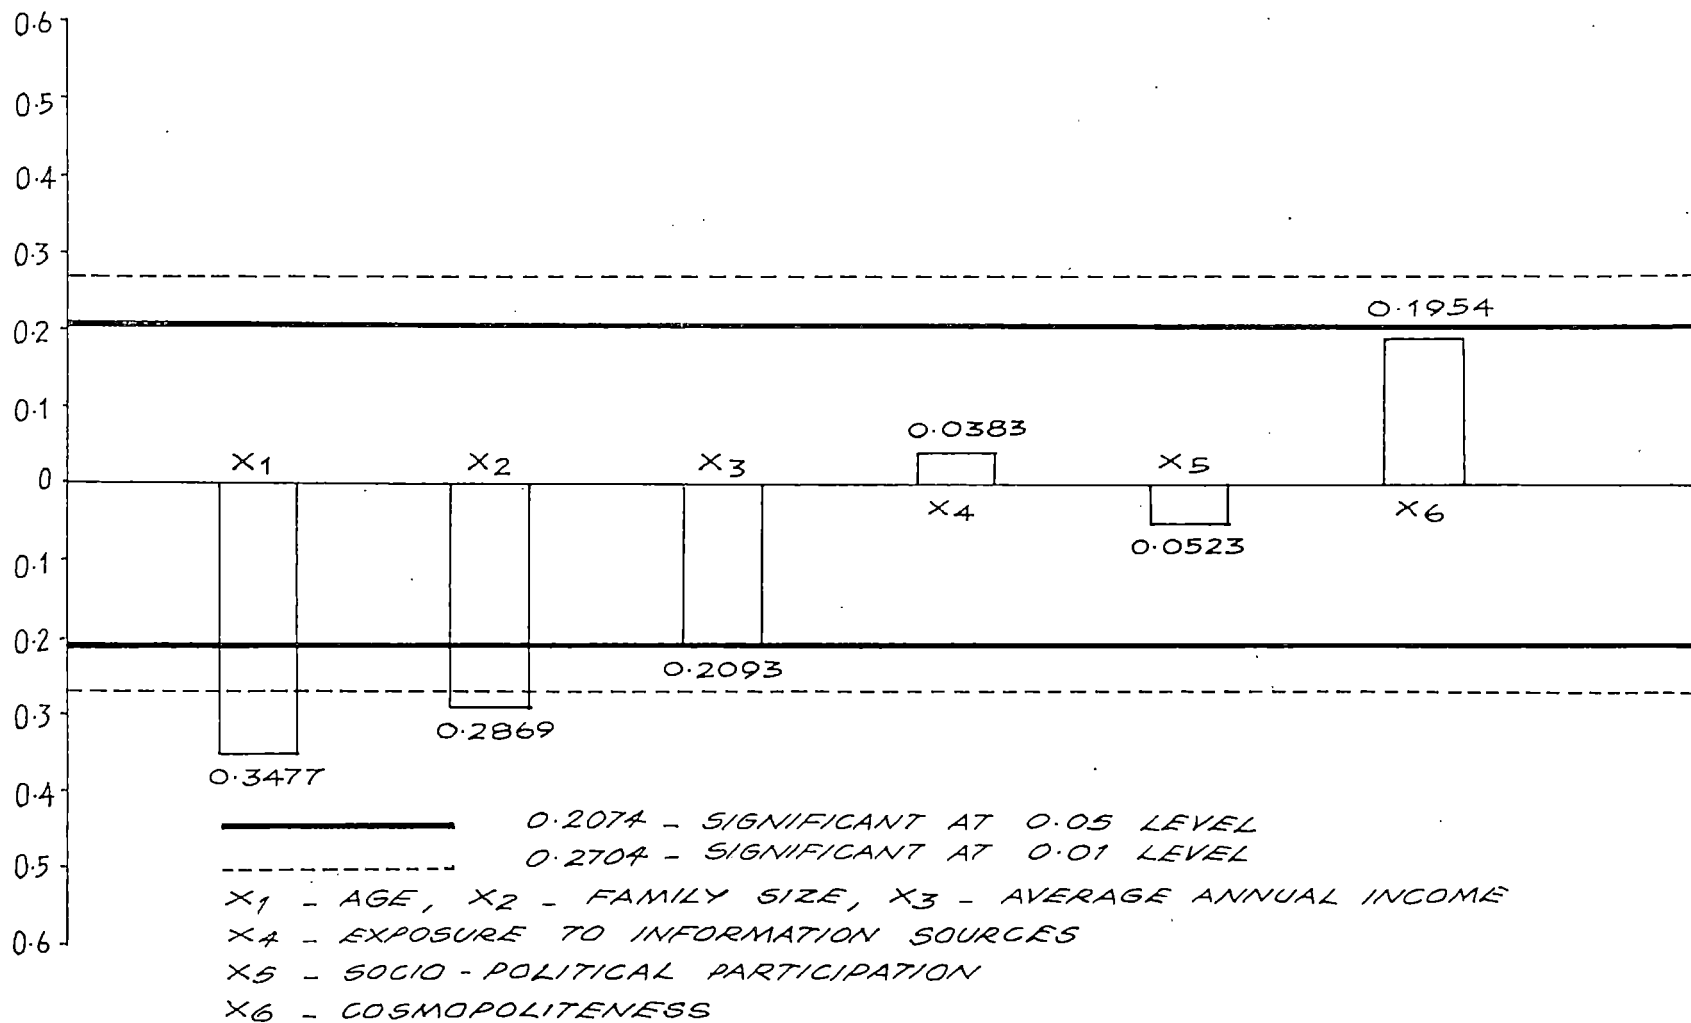 0.6
0.5
0.4
0.3
0.1954
0.2
0.1
0.0383
X1 X2 X3 X5
0
X4 X6
0.0523
0.1
0.2
0.2093
0.3
0.2869
0.3477
0.4
0.2074 - SIGNIFICANT AT 0.05 LEVEL
0.2704 - SIGNIFICANT AT 0.01 LEVEL
0.5
X1 - AGE, X2 - FAMILY SIZE, X3 - AVERAGE ANNUAL INCOME
X4 - EXPOSURE TO INFORMATION SOURCES
0.6
X5 - SOCIO-POLITICAL PARTICIPATION
X6 - COSMOPOLITENESS